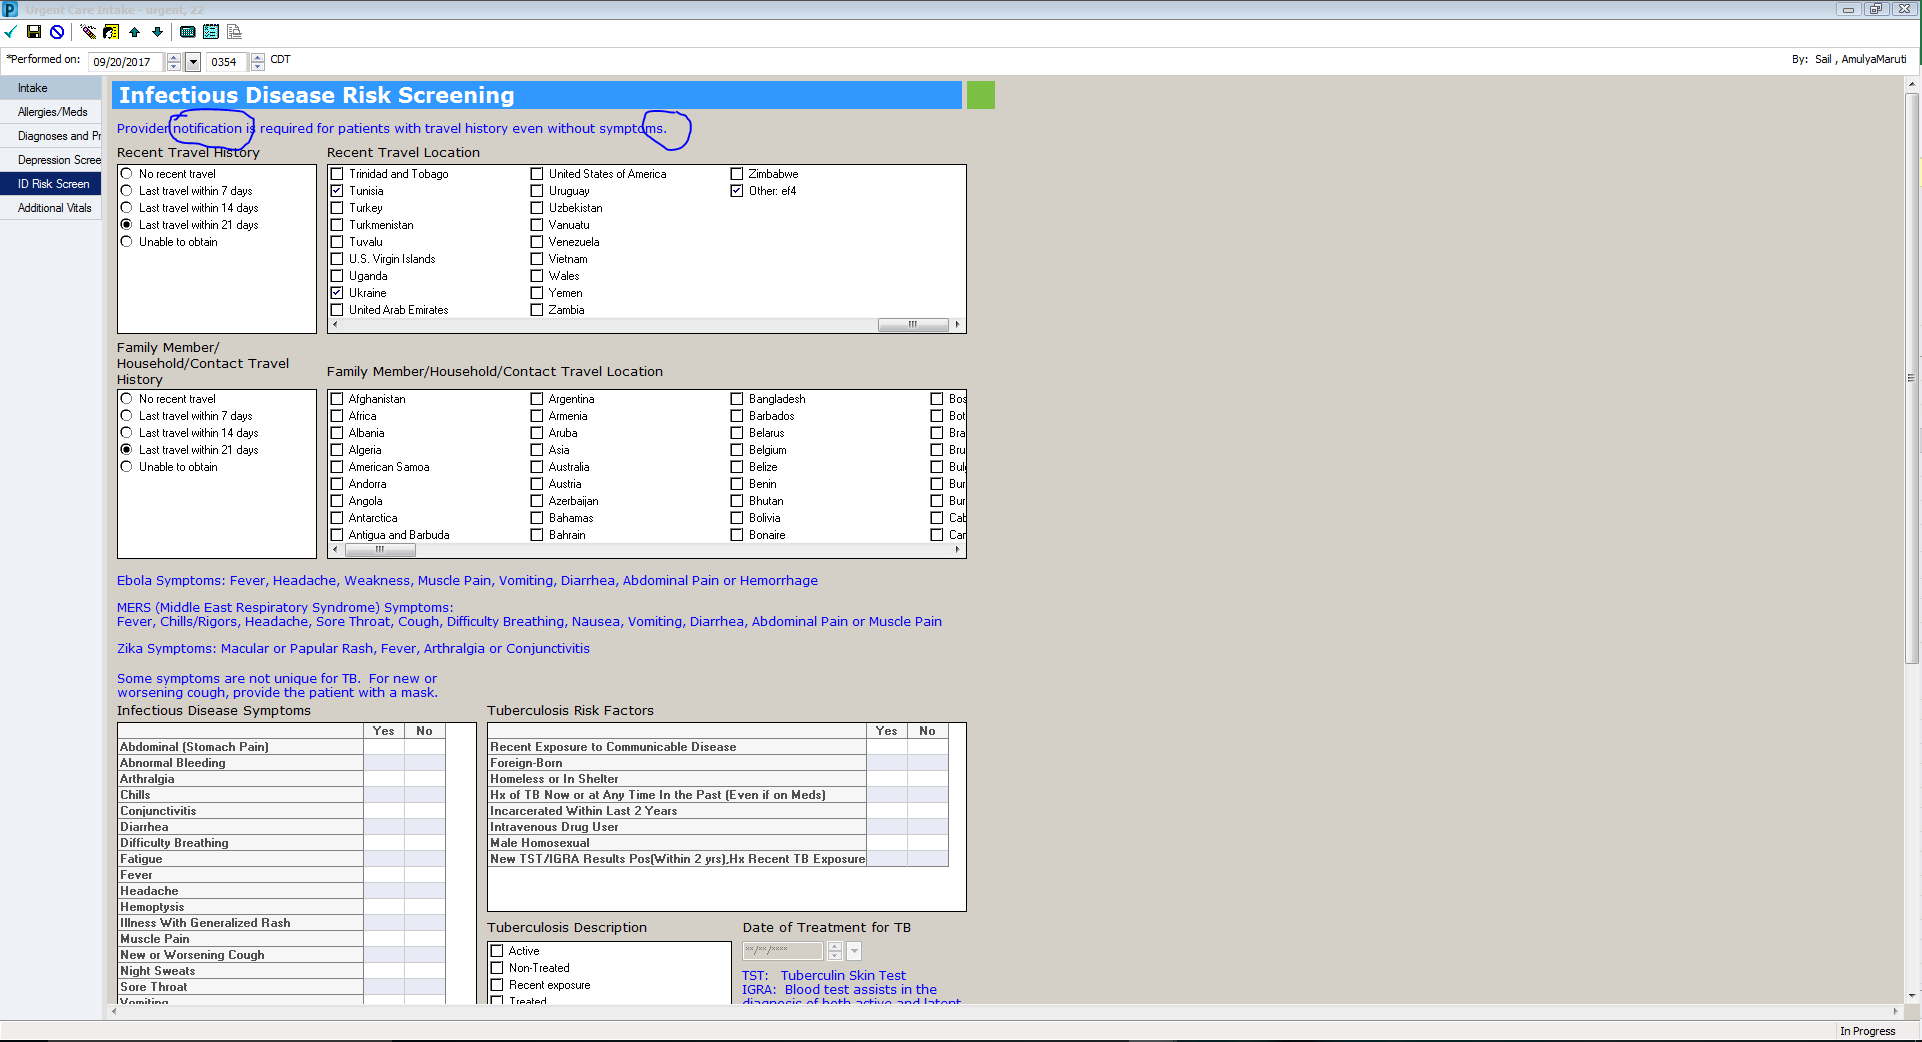 Urgent Care Intake - urgent, 22
*Performed on: 09/20/2017 0354 CDT By: Sail , AmulyaMaruti
Intake
Allergies/Meds
Diagnoses and Pr
Depression Scree
ID Risk Screen
Additional Vitals
Infectious Disease Risk Screening
Provider notification is required for patients with travel history even without symptoms.
Recent Travel History
No recent travel
Last travel within 7 days
Last travel within 14 days
Last travel within 21 days
Unable to obtain
Recent Travel Location
Trinidad and Tobago
Tunisia
Turkey
Turkmenistan
Tuvalu
U.S. Virgin Islands
Uganda
Ukraine
United Arab Emirates
United States of America
Uruguay
Uzbekistan
Vanuatu
Venezuela
Vietnam
Wales
Yemen
Zambia
Zimbabwe
Other: ef4
Family Member/
Household/Contact Travel
History
No recent travel
Last travel within 7 days
Last travel within 14 days
Last travel within 21 days
Unable to obtain
Family Member/Household/Contact Travel Location
Afghanistan
Africa
Albania
Algeria
American Samoa
Andorra
Angola
Antarctica
Antigua and Barbuda
Argentina
Armenia
Aruba
Asia
Australia
Austria
Azerbaijan
Bahamas
Bahrain
Bangladesh
Barbados
Belarus
Belgium
Belize
Benin
Bhutan
Bolivia
Bonaire
Bos
Bot
Bra
Bru
Bul
Bur
Bur
Cab
Car
Ebola Symptoms: Fever, Headache, Weakness, Muscle Pain, Vomiting, Diarrhea, Abdominal Pain or Hemorrhage
MERS (Middle East Respiratory Syndrome) Symptoms:
Fever, Chills/Rigors, Headache, Sore Throat, Cough, Difficulty Breathing, Nausea, Vomiting, Diarrhea, Abdominal Pain or Muscle Pain
Zika Symptoms: Macular or Papular Rash, Fever, Arthralgia or Conjunctivitis
Some symptoms are not unique for TB. For new or
worsening cough, provide the patient with a mask.
Infectious Disease Symptoms
Yes No
Abdominal (Stomach Pain)
Abnormal Bleeding
Arthralgia
Chills
Conjunctivitis
Diarrhea
Difficulty Breathing
Fatigue
Fever
Headache
Hemoptysis
Illness With Generalized Rash
Muscle Pain
New or Worsening Cough
Night Sweats
Sore Throat
Vomiting
Tuberculosis Risk Factors
Yes No
Recent Exposure to Communicable Disease
Foreign-Born
Homeless or In Shelter
Hx of TB Now or at Any Time In the Past (Even if on Meds)
Incarcerated Within Last 2 Years
Intravenous Drug User
Male Homosexual
New TST/IGRA Results Pos(Within 2 yrs),Hx Recent TB Exposure
Tuberculosis Description
Active
Non-Treated
Recent exposure
Treated
Date of Treatment for TB
**/**/****
TST: Tuberculin Skin Test
IGRA: Blood test assists in the
diagnosis of both active and latent
In Progress